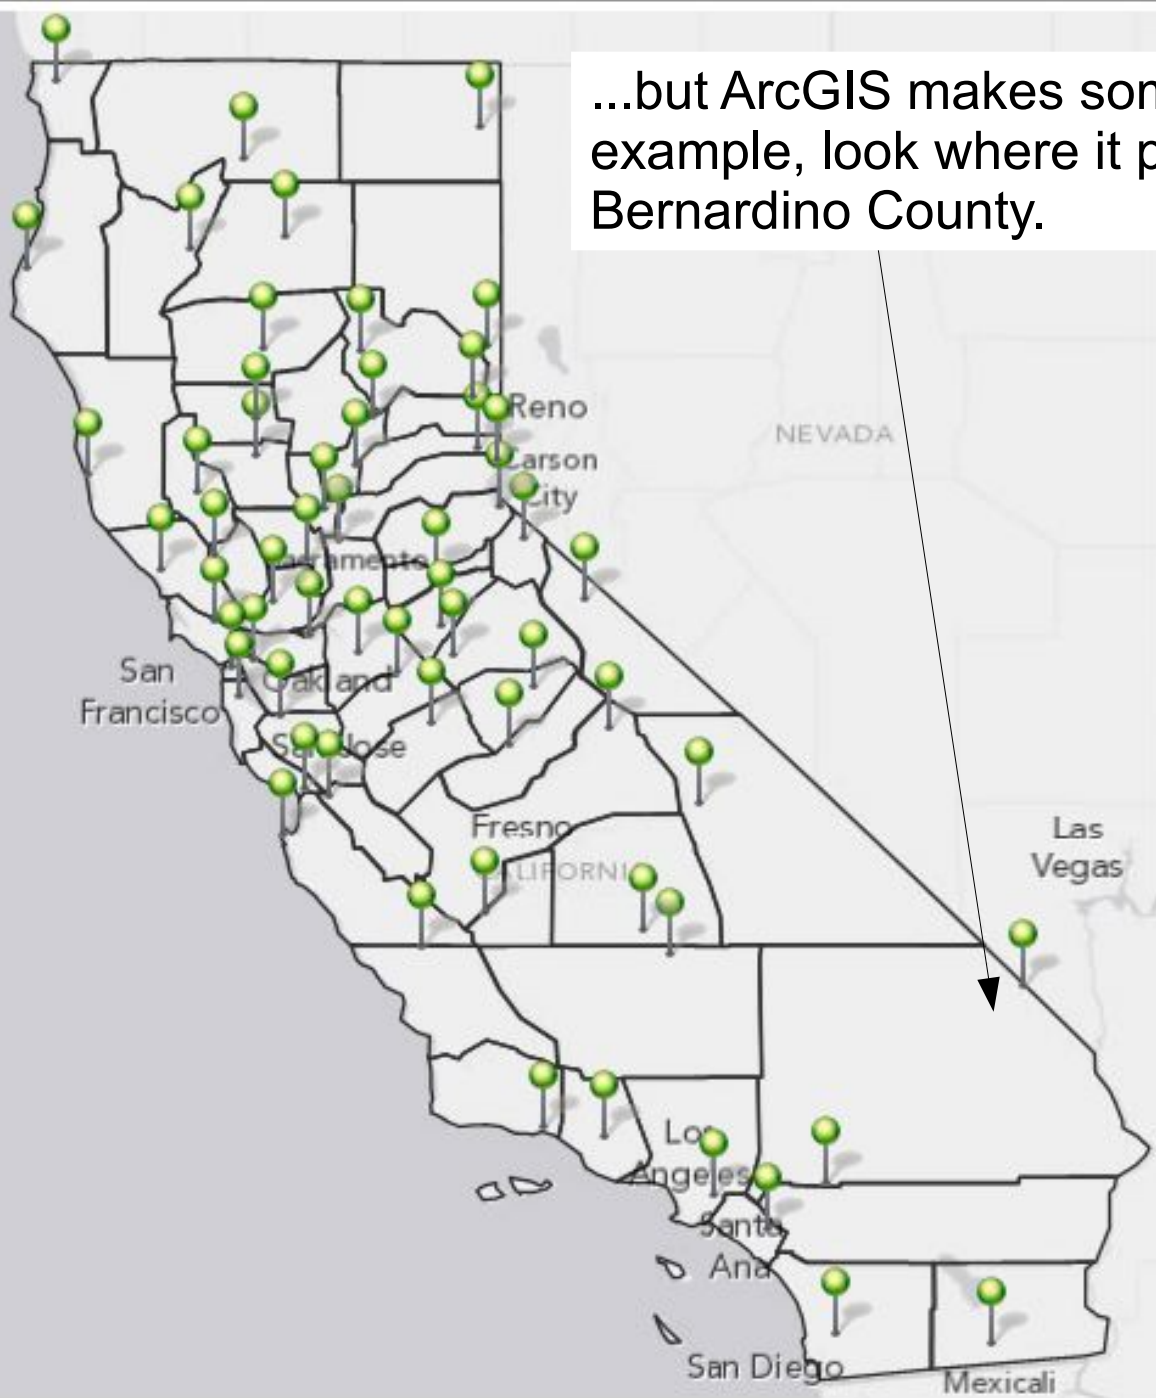 ...but ArcGIS makes
example, look where it
Bernardino County.
Reno
NEVADA
Carson
City
Sacramento
San
Francisco
Oakland
San Jose
Fresno
Las
Vegas
Los
Angeles
Santa
Ana
San Diego
Mexicali